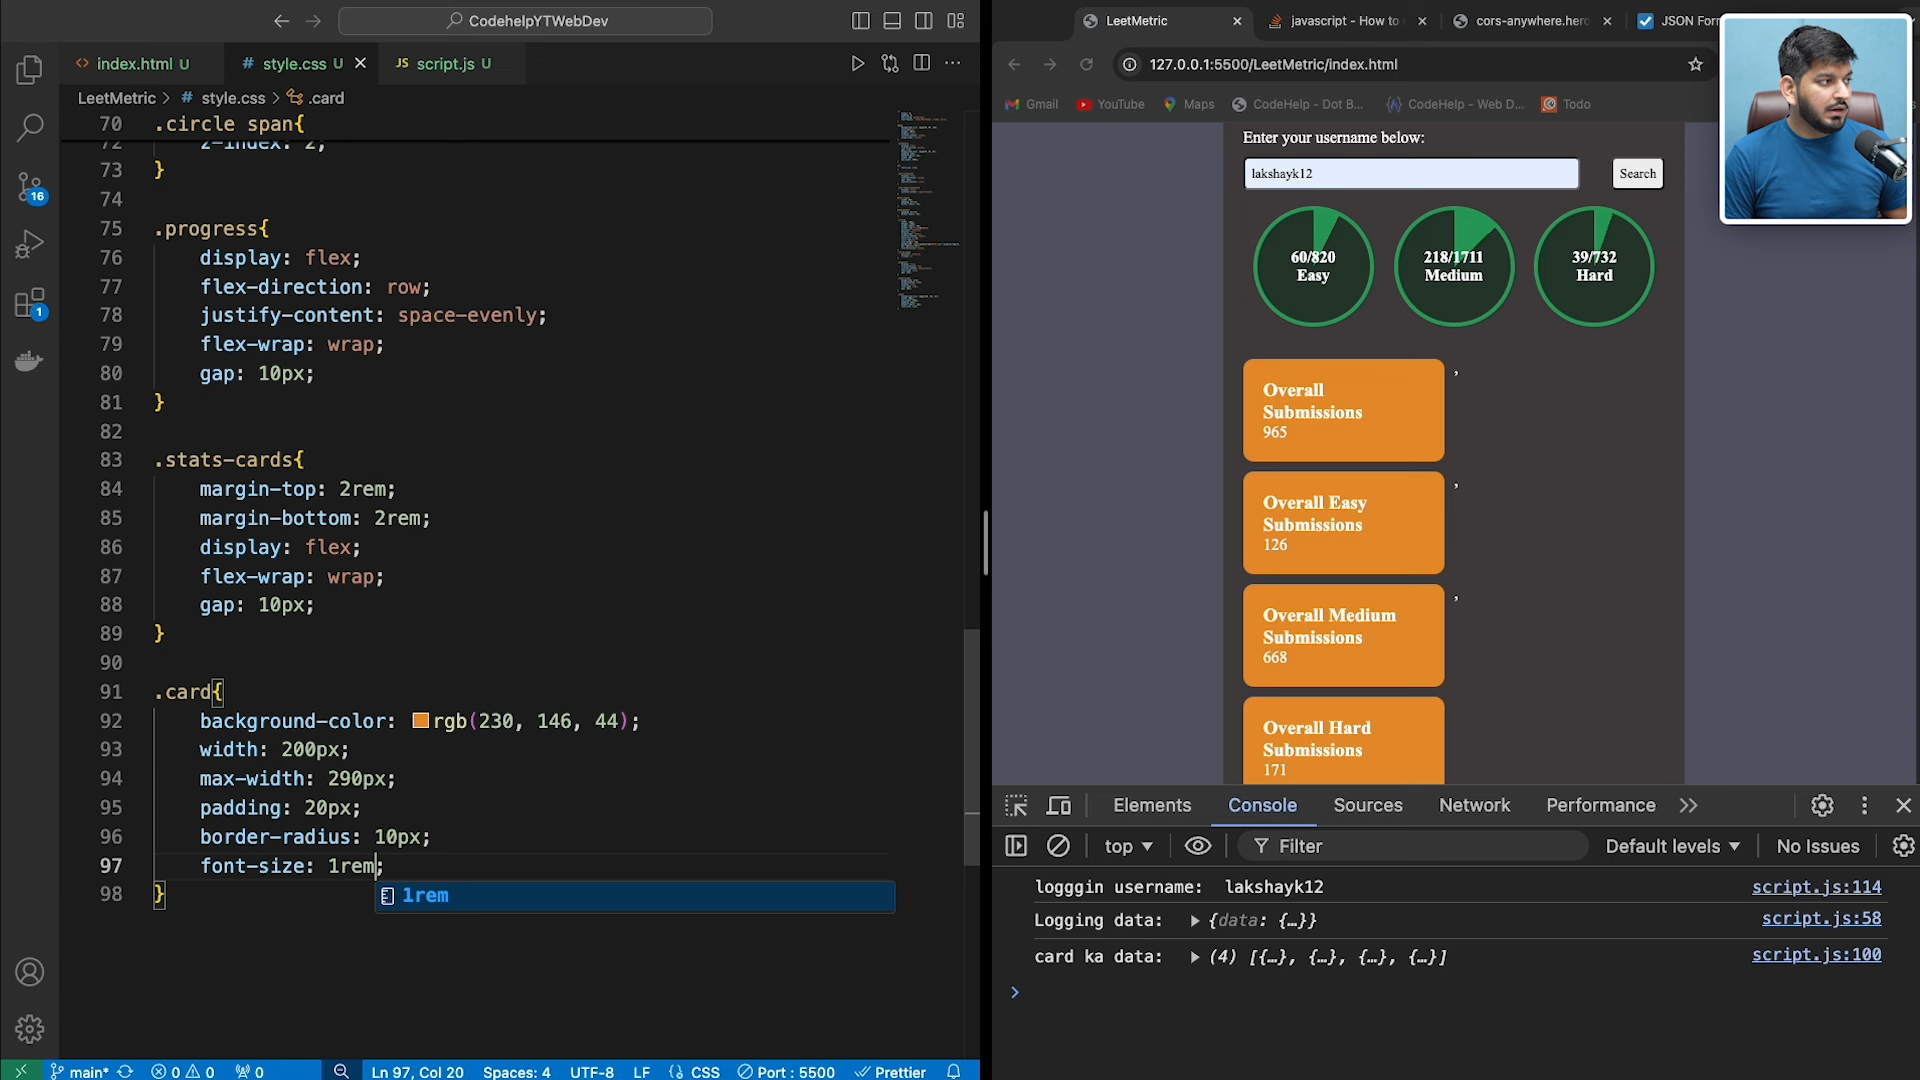 CodehelpYTWebDev
index.html U
# style.css U
JS script.js U
LeetMetric > # style.css > .card
70 .circle span{
72 z-index: 2;
73 }
74
75 .progress{
76 display: flex;
77 flex-direction: row;
78 justify-content: space-evenly;
79 flex-wrap: wrap;
80 gap: 10px;
81 }
82
83 .stats-cards{
84 margin-top: 2rem;
85 margin-bottom: 2rem;
86 display: flex;
87 flex-wrap: wrap;
88 gap: 10px;
89 }
90
91 .card{
92 background-color: rgb(230, 146, 44);
93 width: 200px;
94 max-width: 290px;
95 padding: 20px;
96 border-radius: 10px;
97 font-size: 1rem;
98 }
1rem
16
1
main* 0 0 0 Ln 97, Col 20 Spaces: 4 UTF-8 LF {} CSS Port : 5500 Prettier
LeetMetric
javascript - How to
cors-anywhere.hero
JSON Form
127.0.0.1:5500/LeetMetric/index.html
Gmail YouTube Maps CodeHelp - Dot B... CodeHelp - Web D... Todo
Enter your username below:
lakshayk12
Search
60/820
Easy
218/1711
Medium
39/732
Hard
Overall
Submissions
965
,
Overall Easy
Submissions
126
,
Overall Medium
Submissions
668
,
Overall Hard
Submissions
171
Elements Console Sources Network Performance
top Filter Default levels No Issues
logggin username: lakshayk12 script.js:114
Logging data: {data: {…}} script.js:58
card ka data: (4) [{…}, {…}, {…}, {…}] script.js:100